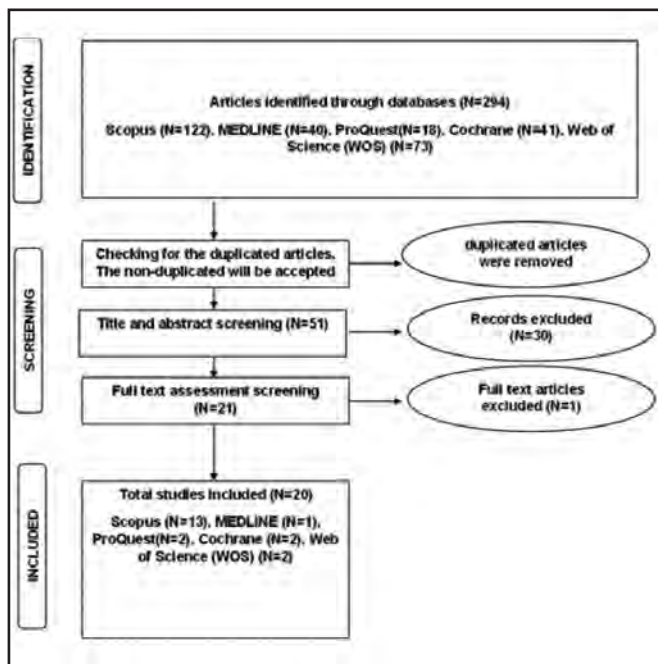 IDENTIFICATION
Articles identified through databases (N=294)
Scopus (N=122), MEDLINE (N=40), ProQuest(N=18), Cochrane (N=41), Web
of Science (WOS) (N=73)
SCREENING
Checking for the duplicated articles.
The non-duplicated will be accepted
duplicated articles
were removed
Title and abstract screening (N=51)
Records excluded
(N=30)
Full text assessment screening
(N=21)
Full text articles
excluded (N=1)
INCLUDED
Total studies Included (N=20)
Scopus (N=13), MEDLINE (N=1),
ProQuest(N=2), Cochrane (N=2), Web
of Science (WOS) (N=2)